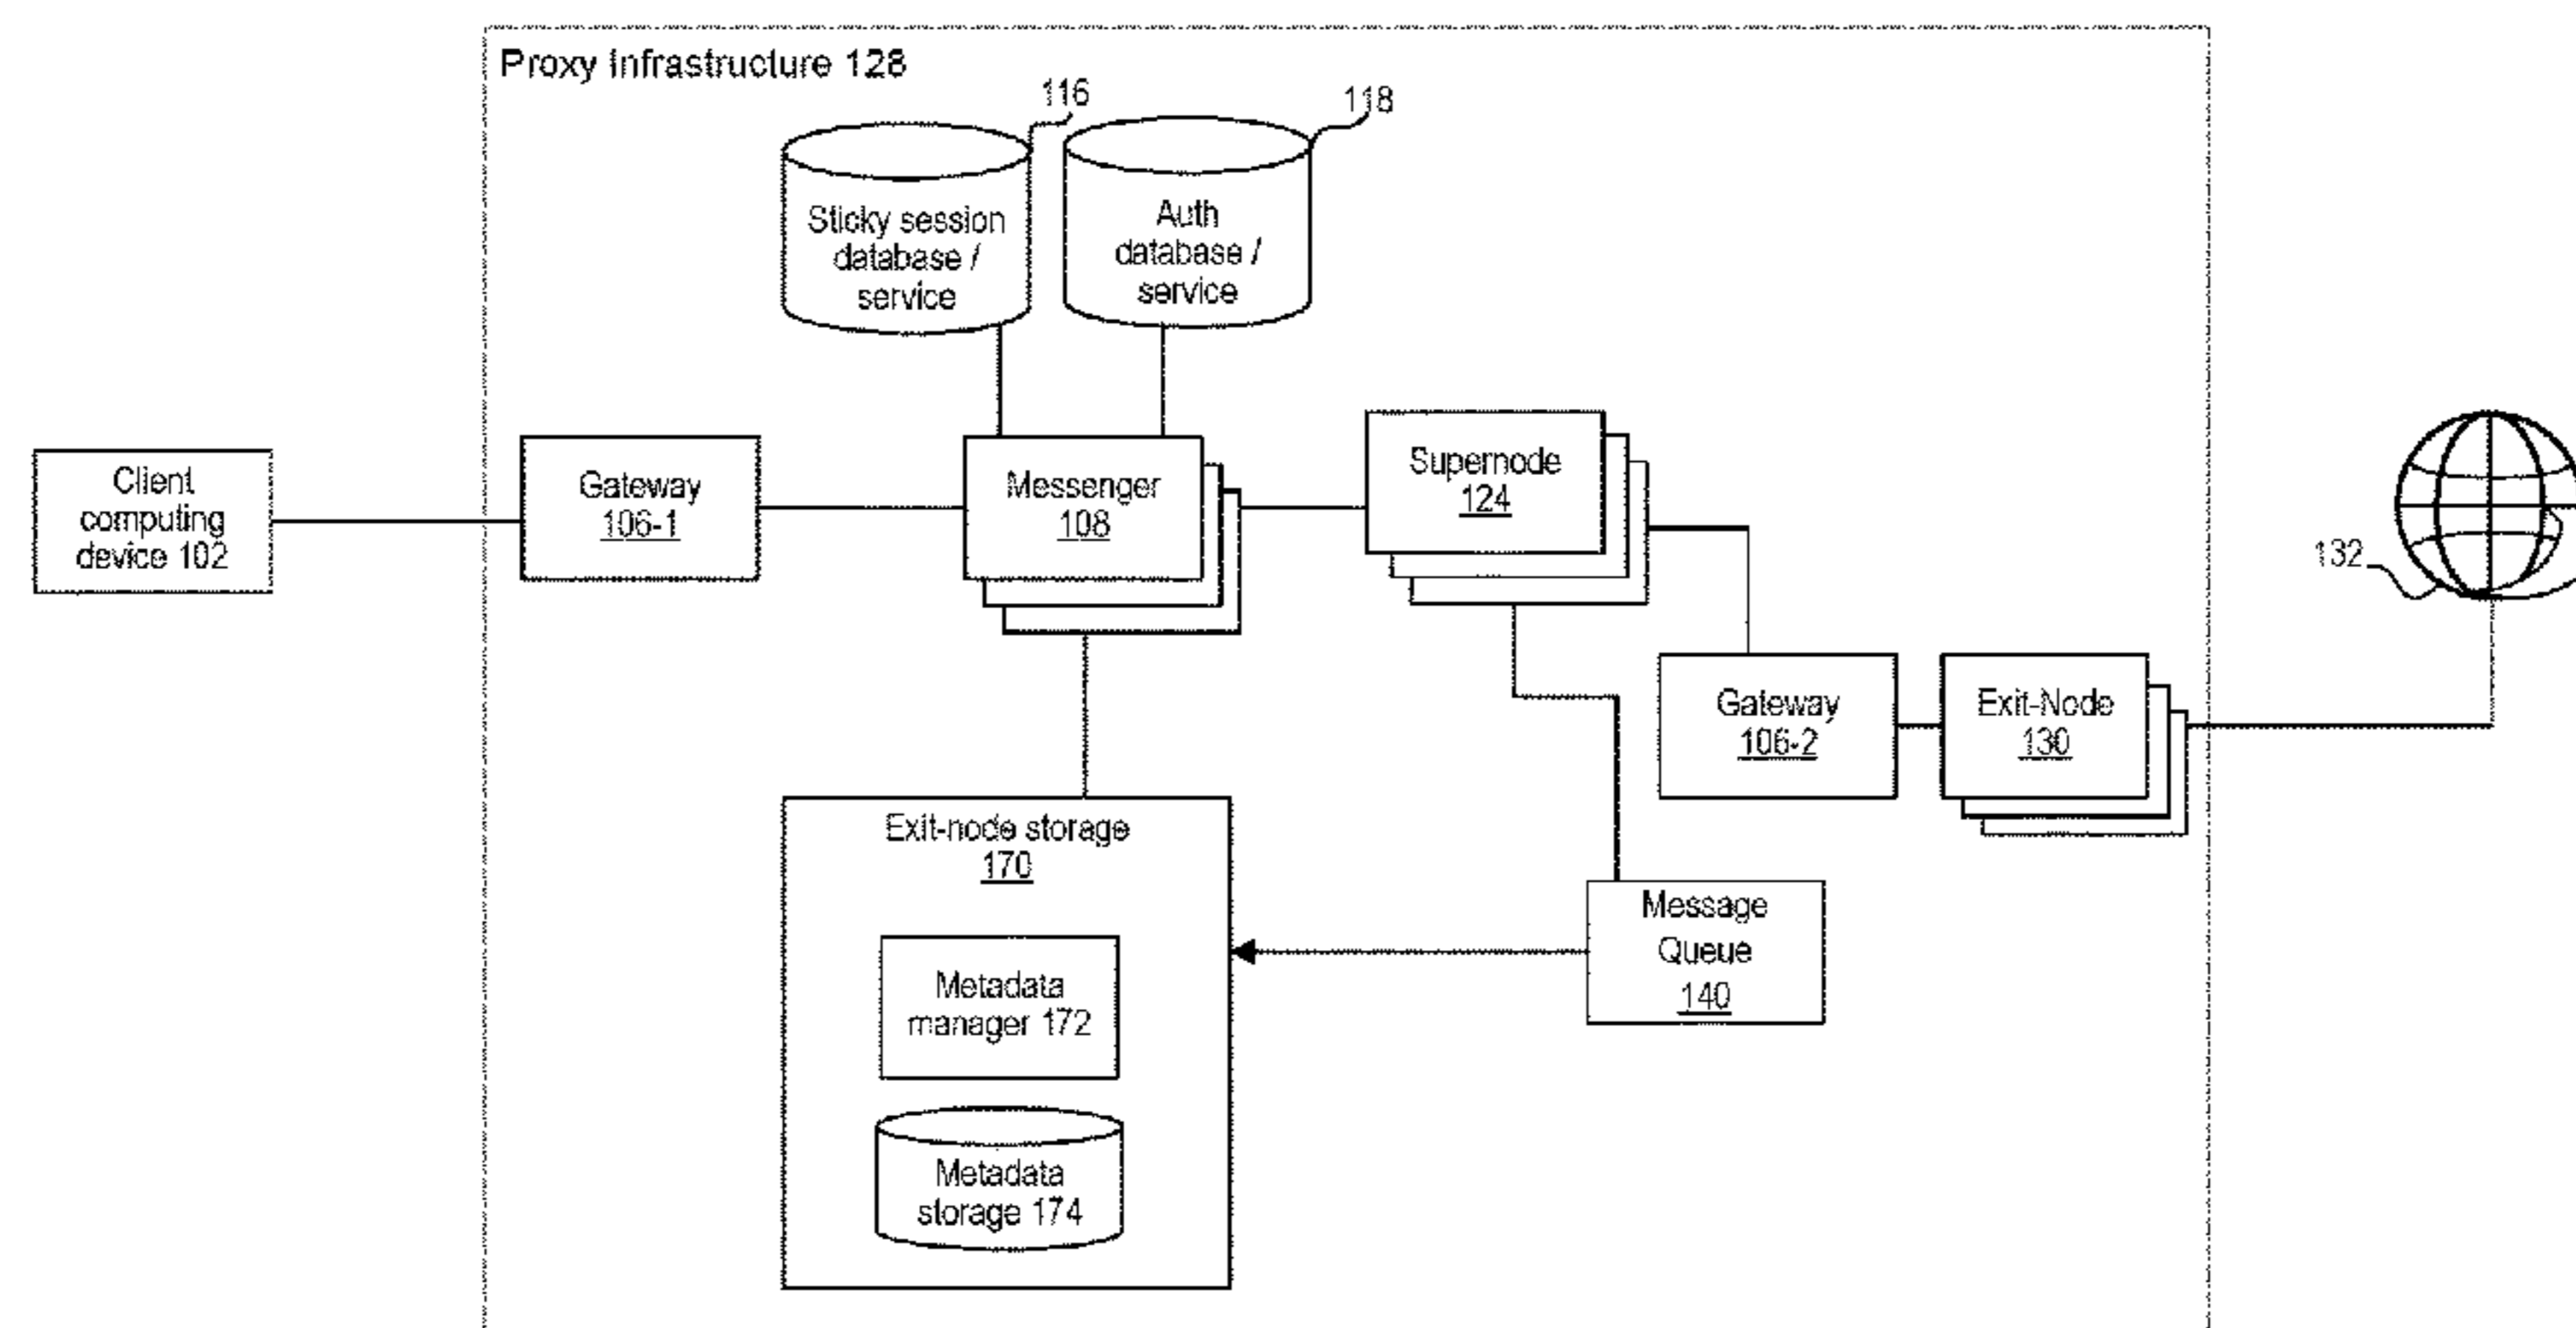 Proxy Infrastructure 128
116
118
Sticky session
database /
service
Auth
database /
service
Client
computing
device 102
Gateway
106-1
Messenger
108
Supernode
124
132
Gateway
106-2
Exit-Node
130
Exit-node storage
170
Message
Queue
140
Metadata
manager 172
Metadata
storage 174